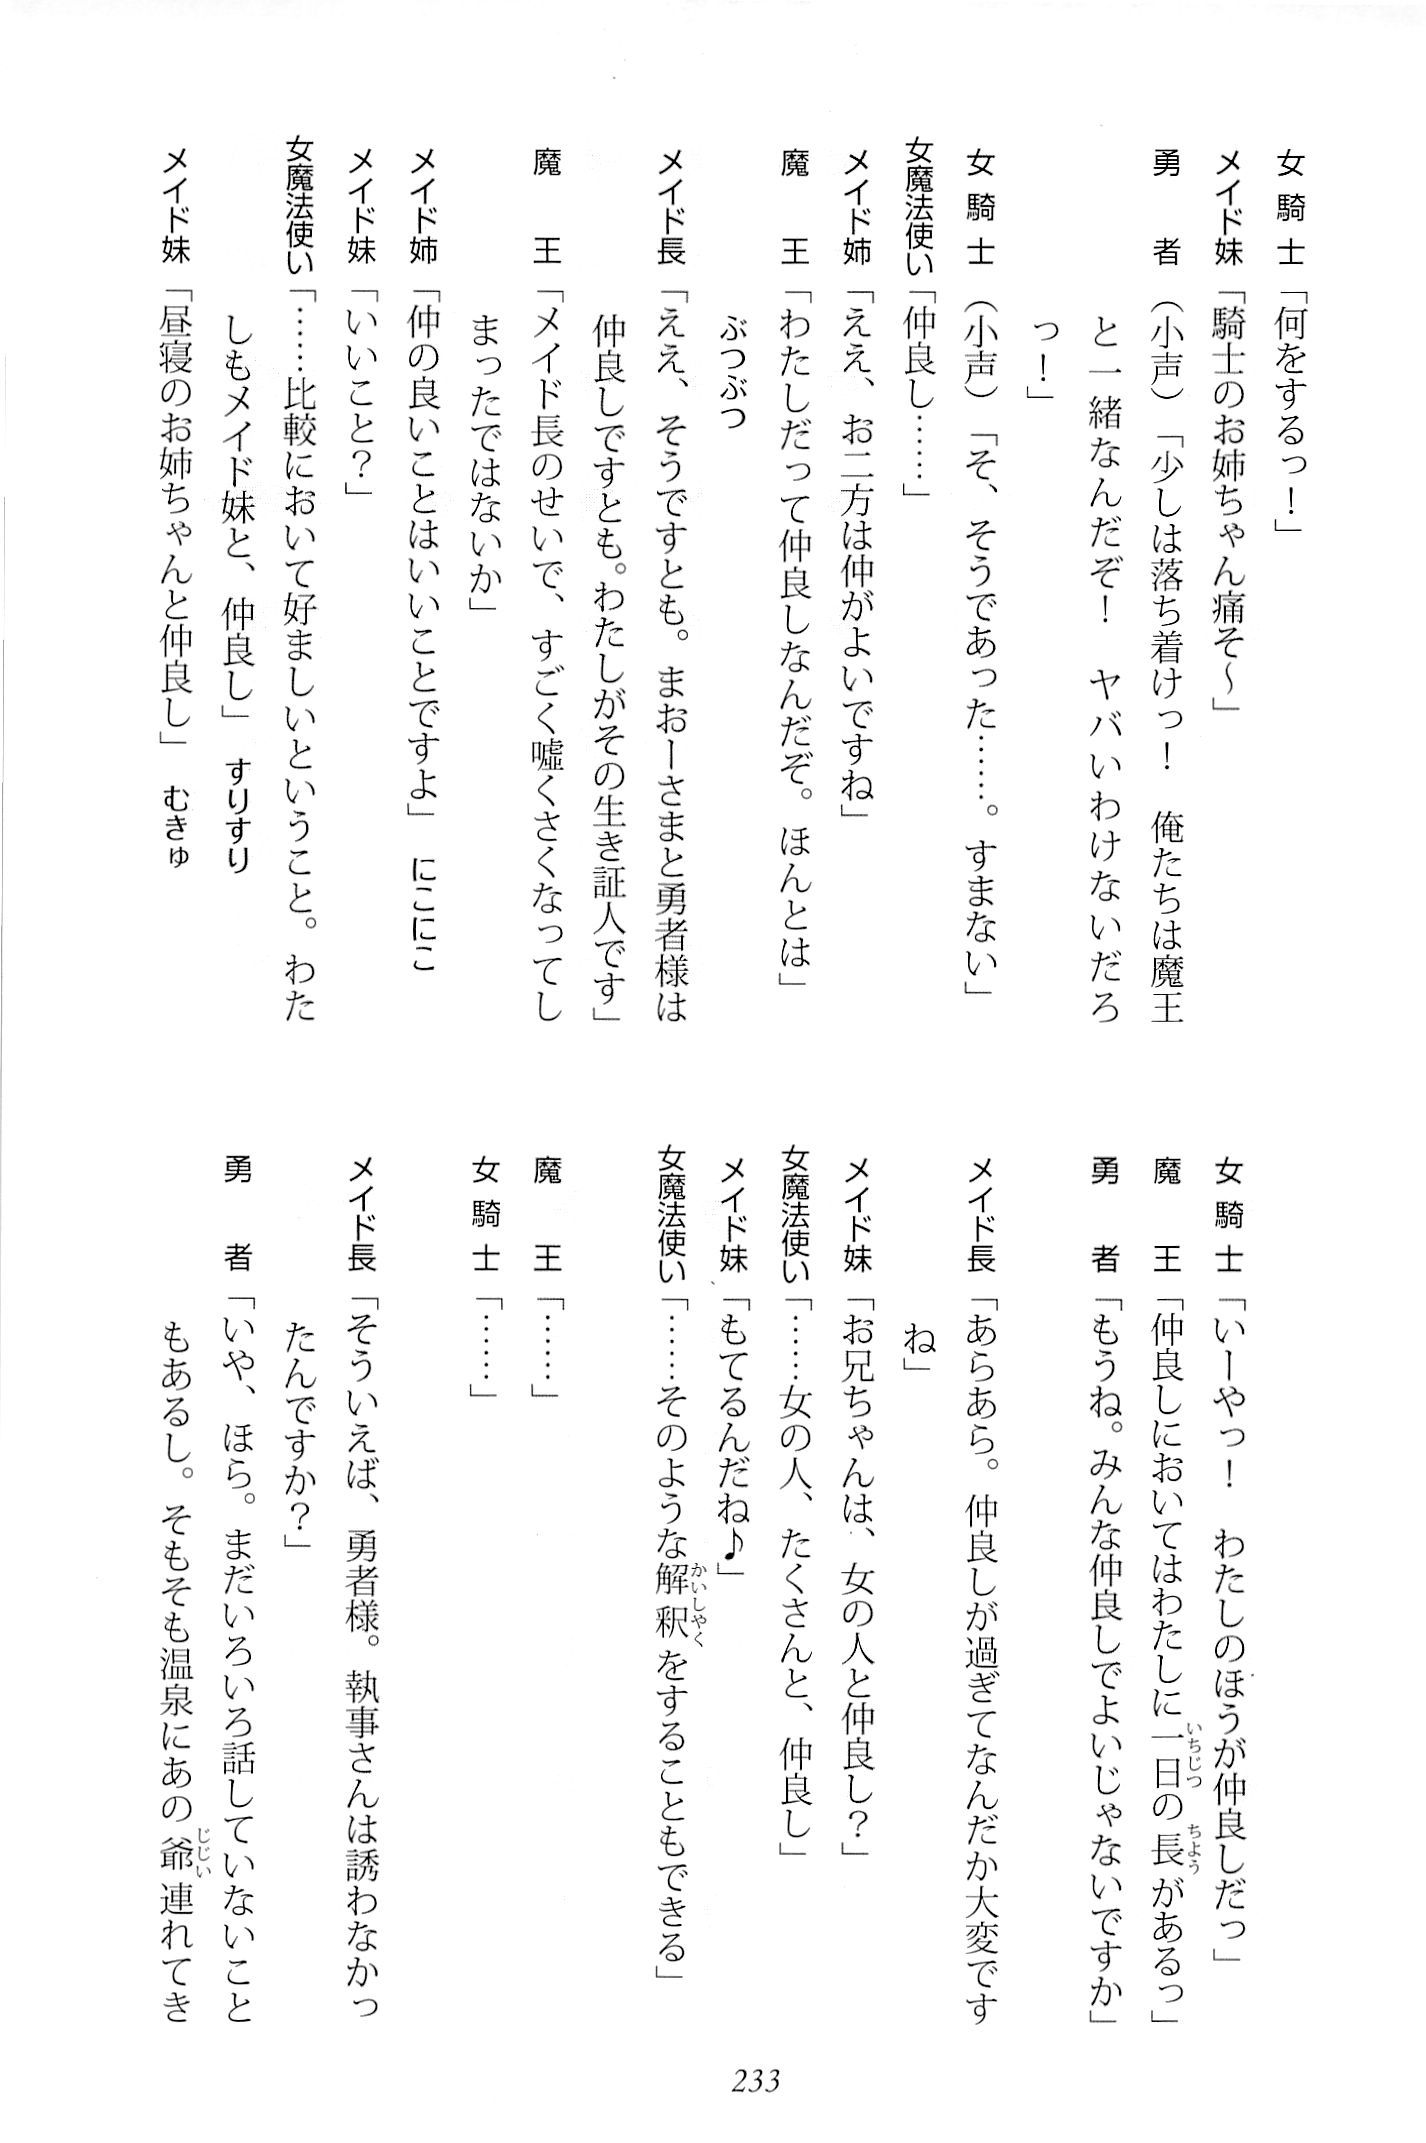 女騎士「何をするっ！」
メイド妹「騎士のお姉ちゃん痛そ～」
勇　者（小声）「少しは落ち着けっ！　俺たちは魔王
と一緒なんだぞ！　ヤバいわけないだろ
っ！」
女騎士（小声）「そ、そうであった……。すまない」
女魔法使い「仲良し……」
メイド姉「ええ、お二方は仲がよいですね」
魔　王「わたしだって仲良しなんだぞ。ほんとは」
ぶつぶつ
メイド長「ええ、そうですとも。まおーさまと勇者様は
仲良しですとも。わたしがその生き証人です」
魔　王「メイド長のせいで、すごく嘘くさくなってし
まったではないか」
メイド姉「仲の良いことはいいことですよ」　にこにこ
メイド妹「いいこと？」
女魔法使い「……比較において好ましいということ。わた
しもメイド妹と、仲良し」　すりすり
メイド妹「昼寝のお姉ちゃんと仲良し」　むきゅ
女騎士「いーやっ！　わたしのほうが仲良しだっ」
魔　王「仲良しにおいてはわたしに一日の長があるっ」
勇　者「もうね。みんな仲良しでよいじゃないですか」
メイド長「あらあら。仲良しが過ぎてなんだか大変です
ね」
メイド妹「お兄ちゃんは、女の人と仲良し？」
女魔法使い「……女の人、たくさんと、仲良し」
メイド妹「もてるんだね♪」
女魔法使い「……そのような解釈をすることもできる」
魔　王「……」
女騎士「……」
メイド長「そういえば、勇者様。執事さんは誘わなかっ
たんですか？」
勇　者「いや、ほら。まだいろいろ話していないこと
もあるし。そもそも温泉にあの爺連れてき
233